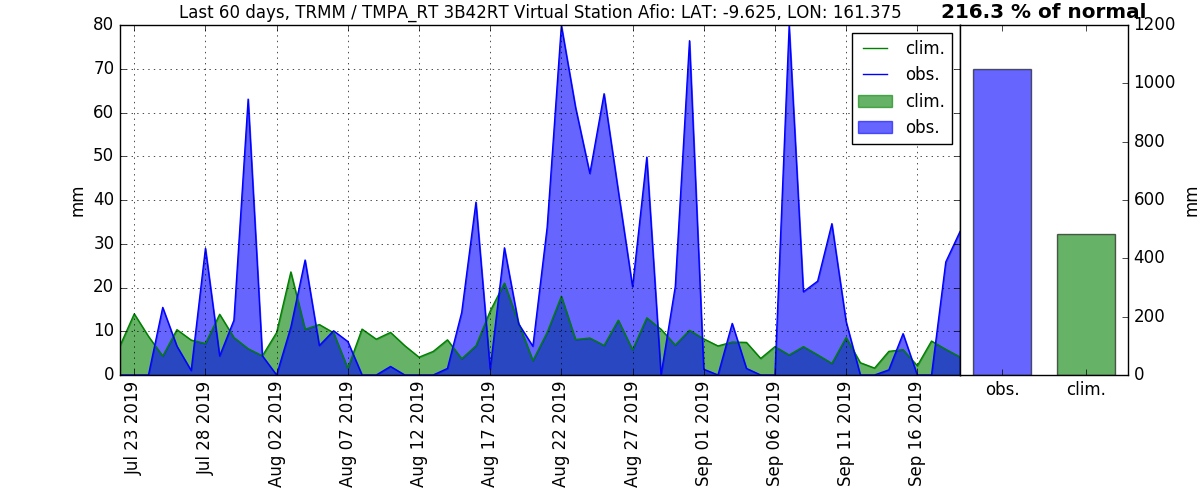 Last 60 days, TRMM / TMPA_RT 3B42RT Virtual Station Afio: LAT: -9.625, LON: 161.375
216.3 % of normal
80
70
60
50
40
30
20
10
0
mm
Jul 23 2019
Jul 28 2019
Aug 02 2019
Aug 07 2019
Aug 12 2019
Aug 17 2019
Aug 22 2019
Aug 27 2019
Sep 01 2019
Sep 06 2019
Sep 11 2019
Sep 16 2019
clim.
obs.
clim.
obs.
1200
1000
800
600
400
200
0
mm
obs.
clim.